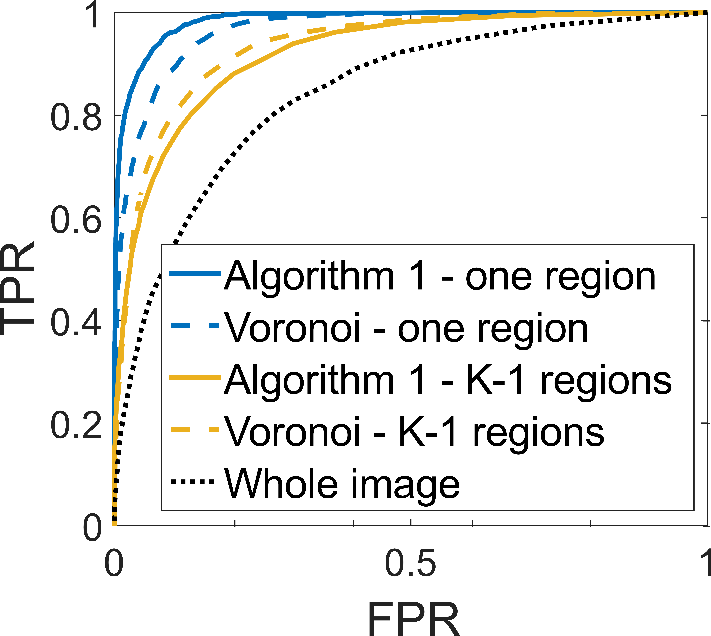 1
0.8
0.6
0.4
0.2
0
TPR
Algorithm 1 - one region
Voronoi - one region
Algorithm 1 - K-1 regions
Voronoi - K-1 regions
Whole image
0
0.5
1
FPR